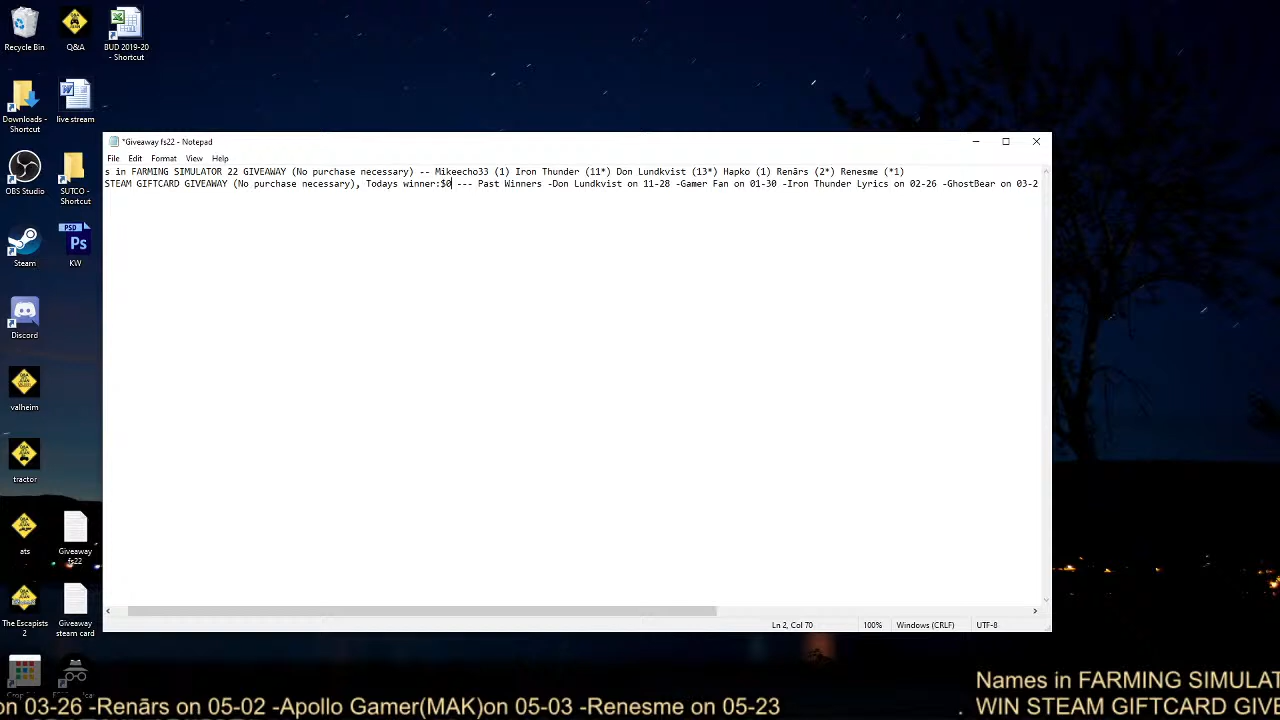 Recycle Bin
Q&A
BUD 2019-20
- Shortcut
Downloads -
Shortcut
live stream
OBS Studio
SUTCO -
Shortcut
Steam
PSD
Ps
KW
Discord
valheim
tractor
ats
Giveaway
fs22
The Escapists
2
Giveaway
steam card
*Giveaway fs22 - Notepad
File Edit Format View Help
s in FARMING SIMULATOR 22 GIVEAWAY (No purchase necessary) -- Mikeecho33 (1) Iron Thunder (11*) Don Lundkvist (13*) Hapko (1) Renārs (2*) Renesme (*1)
STEAM GIFTCARD GIVEAWAY (No purchase necessary), Todays winner:$0 --- Past Winners -Don Lundkvist on 11-28 -Gamer Fan on 01-30 -Iron Thunder Lyrics on 02-26 -GhostBear on 03-2
Ln 2, Col 70
100%
Windows (CRLF)
UTF-8
Names in FARMING SIMULAT
on 03-26 -Renārs on 05-02 -Apollo Gamer(MAK)on 05-03 -Renesme on 05-23
. WIN STEAM GIFTCARD GIVE